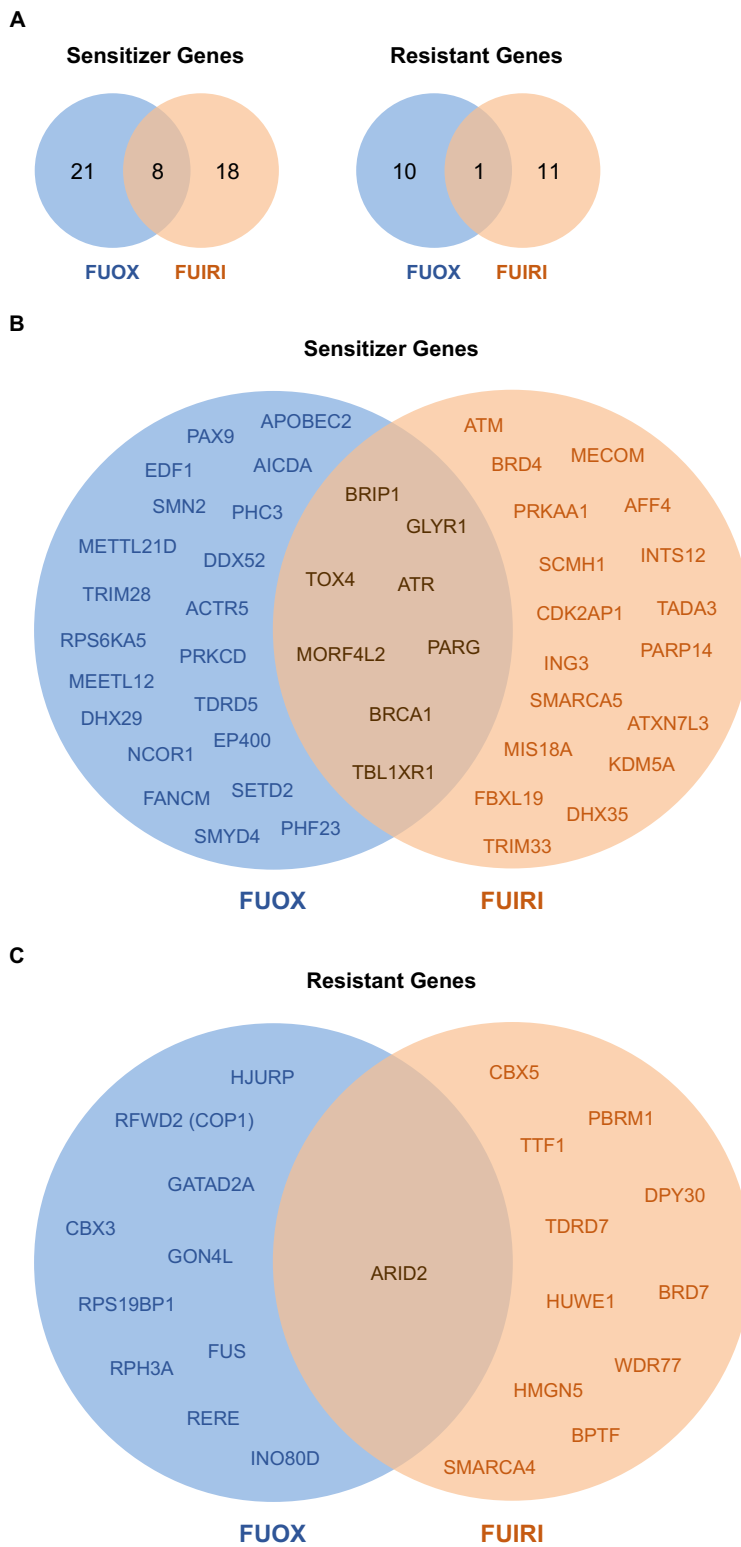 A
Sensitizer Genes
Resistant Genes
21
8
18
10
1
11
FUOX
FUIRI
FUOX
FUIRI
B
Sensitizer Genes
APOBEC2
PAX9
EDF1
AICDA
SMN2
PHC3
METTL21D
DDX52
TRIM28
ACTR5
RPS6KA5
PRKCD
MEETL12
TDRD5
DHX29
EP400
NCOR1
SETD2
FANCM
PHF23
SMYD4
BRIP1
GLYR1
TOX4
ATR
MORF4L2
PARG
BRCA1
TBL1XR1
ATM
MECOM
BRD4
AFF4
PRKAA1
INTS12
SCMH1
TADA3
CDK2AP1
PARP14
ING3
SMARCA5
ATXN7L3
MIS18A
KDM5A
FBXL19
DHX35
TRIM33
FUOX
FUIRI
C
Resistant Genes
HJURP
RFWD2 (COP1)
GATAD2A
CBX3
GON4L
RPS19BP1
FUS
RPH3A
RERE
INO80D
ARID2
CBX5
PBRM1
TTF1
DPY30
TDRD7
BRD7
HUWE1
WDR77
HMGN5
BPTF
SMARCA4
FUOX
FUIRI